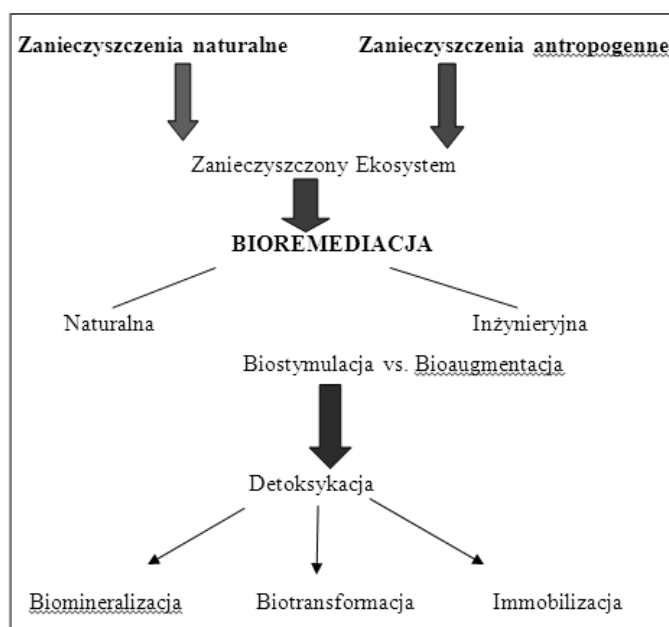 Zanieczyszczenia naturalne Zanieczyszczenia antropogenne
Zanieczyszczony Ekosystem
BIOREMEDIACJA
Naturalna Inżynieryjna
Biostymulacja vs. Bioaugmentacja
Detoksykacja
Biomineralizacja Biotransformacja Immobilizacja